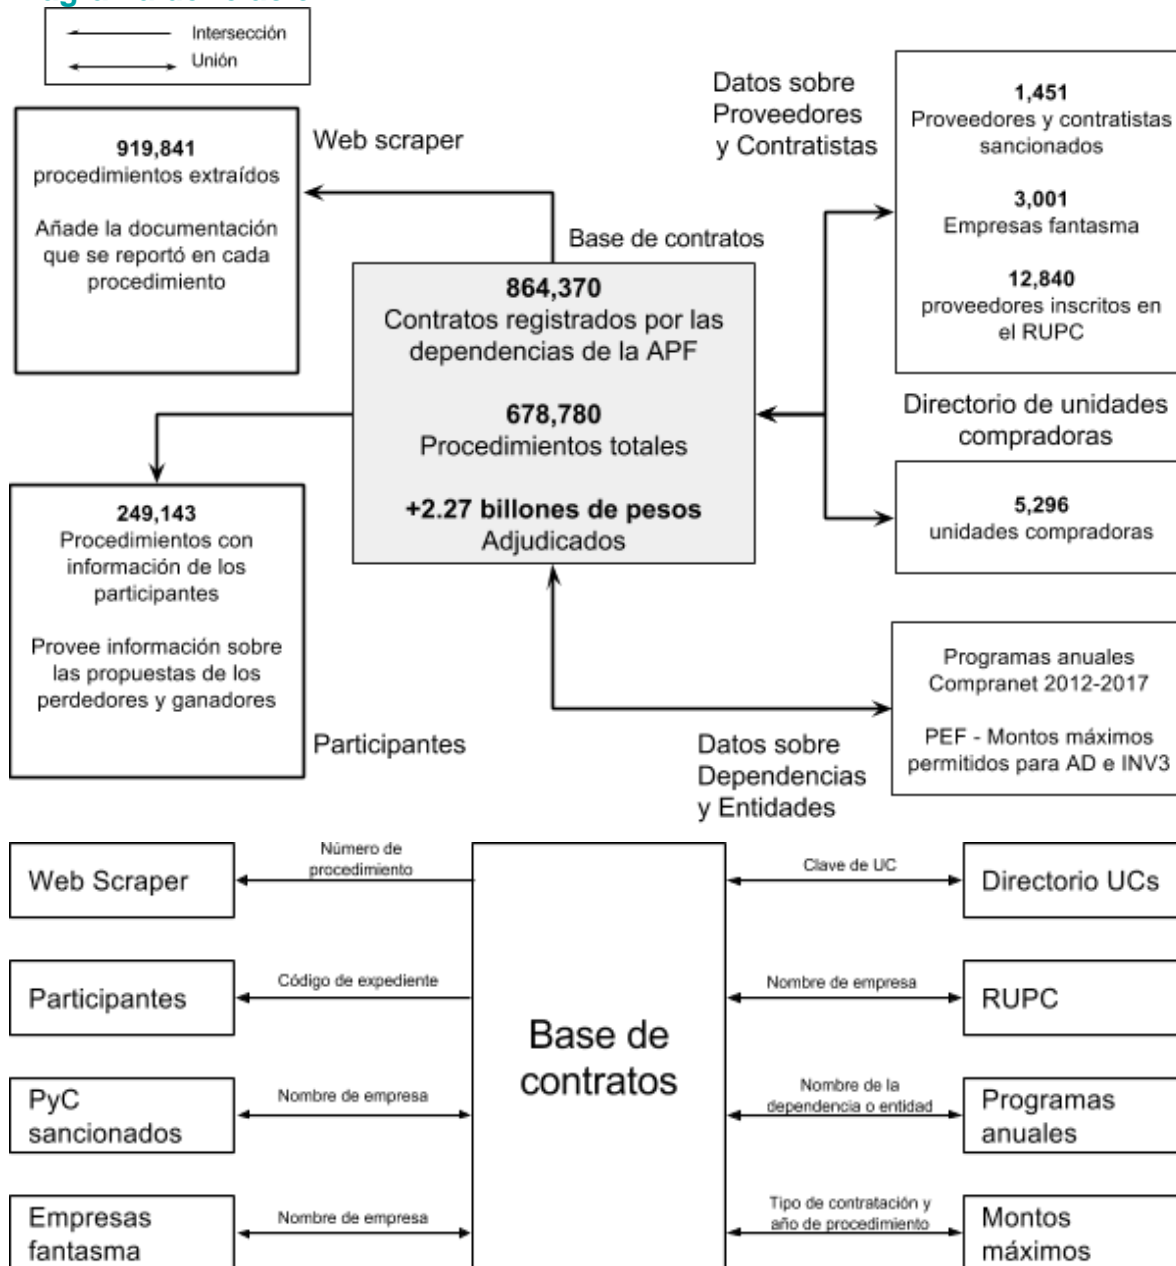 Intersección
Unión
919,841
procedimientos extraídos
Añade la documentación
que se reportó en cada
procedimiento
Web scraper
Base de contratos
864,370
Contratos registrados por las
dependencias de la APF
678,780
Procedimientos totales
+2.27 billones de pesos
Adjudicados
Datos sobre
Proveedores
y Contratistas
1,451
Proveedores y contratistas
sancionados
3,001
Empresas fantasma
12,840
proveedores inscritos en
el RUPC
Directorio de unidades
compradoras
5,296
unidades compradoras
249,143
Procedimientos con
información de los
participantes
Provee información sobre
las propuestas de los
perdedores y ganadores
Participantes
Datos sobre
Dependencias
y Entidades
Programas anuales
Compranet 2012-2017
PEF - Montos máximos
permitidos para AD e INV3
Web Scraper
Número de
procedimiento
Participantes
Código de expediente
PyC
sancionados
Nombre de empresa
Empresas
fantasma
Nombre de empresa
Base de
contratos
Clave de UC
Directorio UCs
Nombre de empresa
RUPC
Nombre de la
dependencia o entidad
Programas
anuales
Tipo de contratación y
año de procedimiento
Montos
máximos